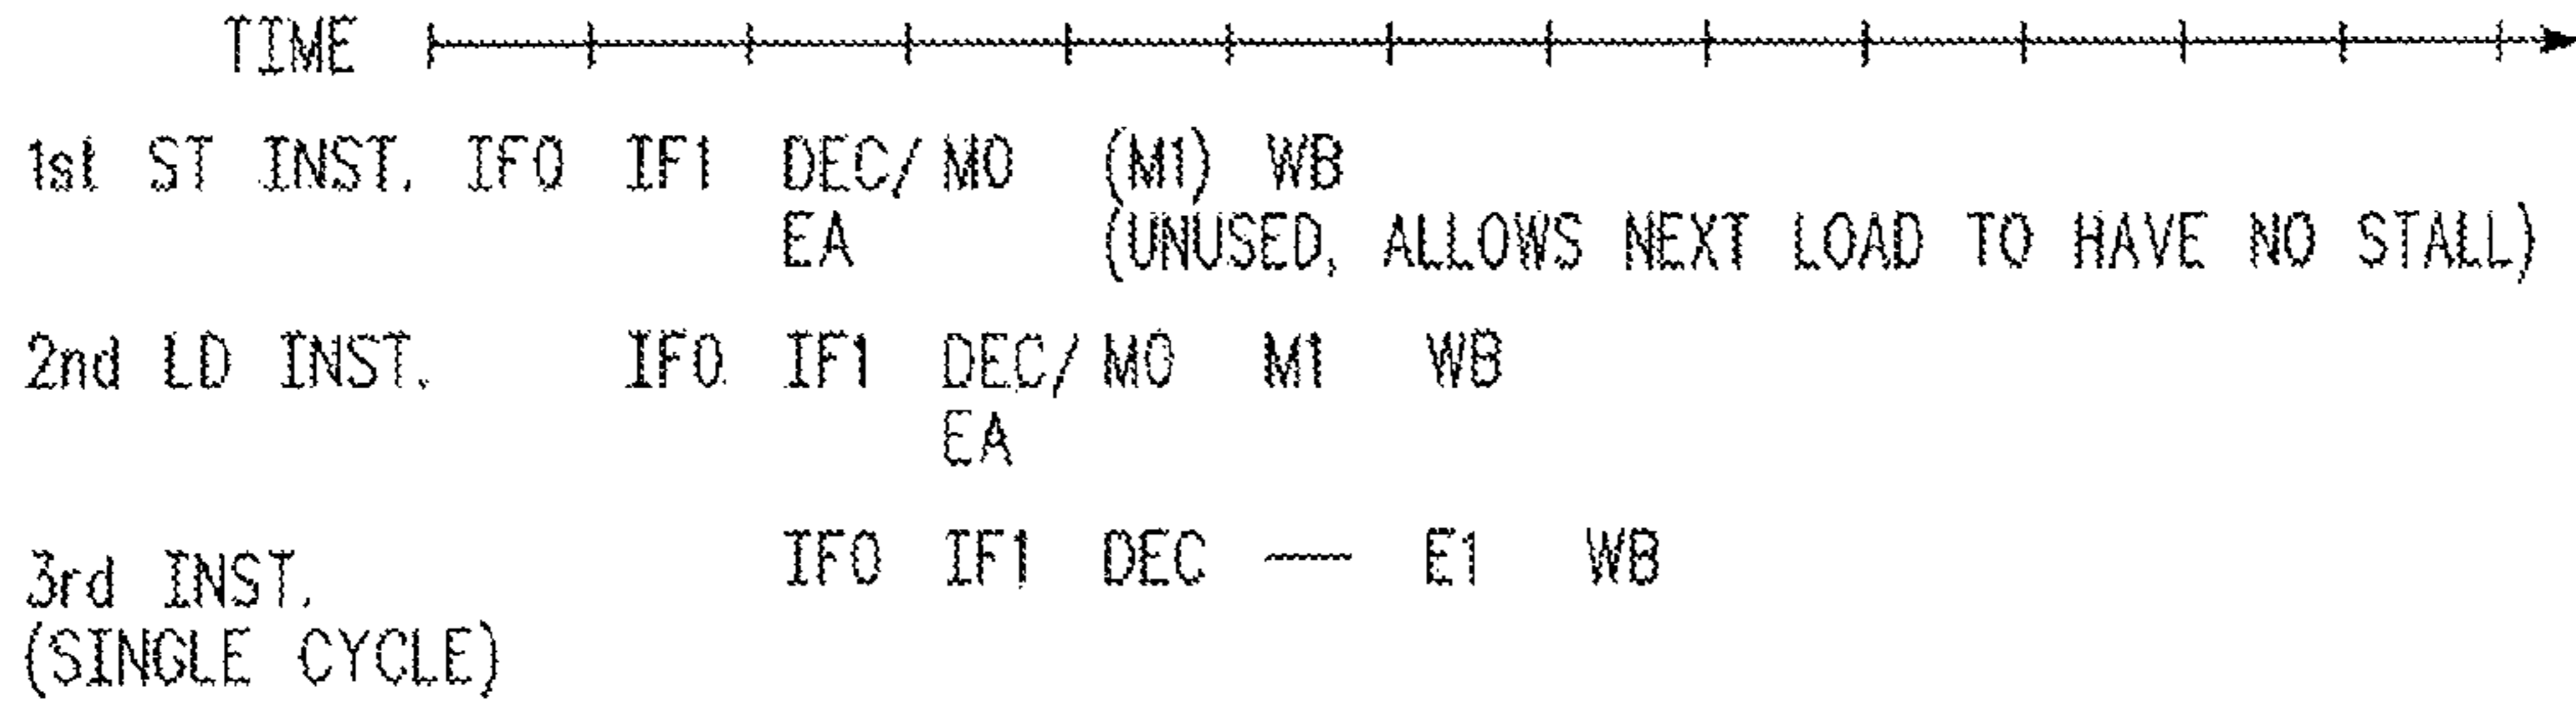 TIME
1st ST INST. IF0 IF1 DEC/ M0 (M1) WB
EA (UNUSED, ALLOWS NEXT LOAD TO HAVE NO STALL)
2nd LD INST. IF0 IF1 DEC/ M0 M1 WB
EA
3rd INST. IF0 IF1 DEC — E1 WB
(SINGLE CYCLE)